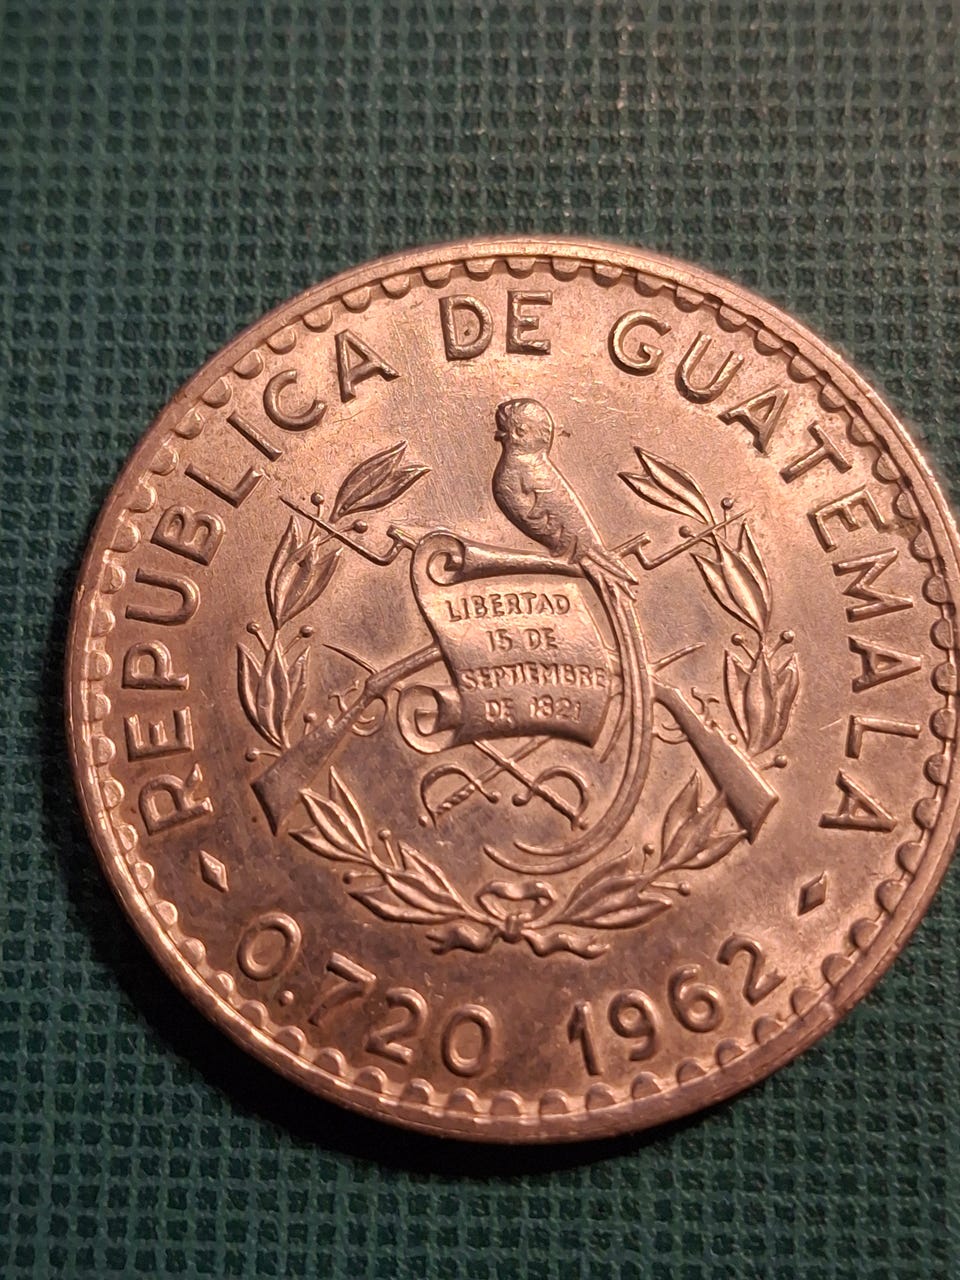 REPUBLICA DE GUATEMALA
LIBERTAD
15 DE
SEPTIEMBRE
DE 1821
0.720 1962